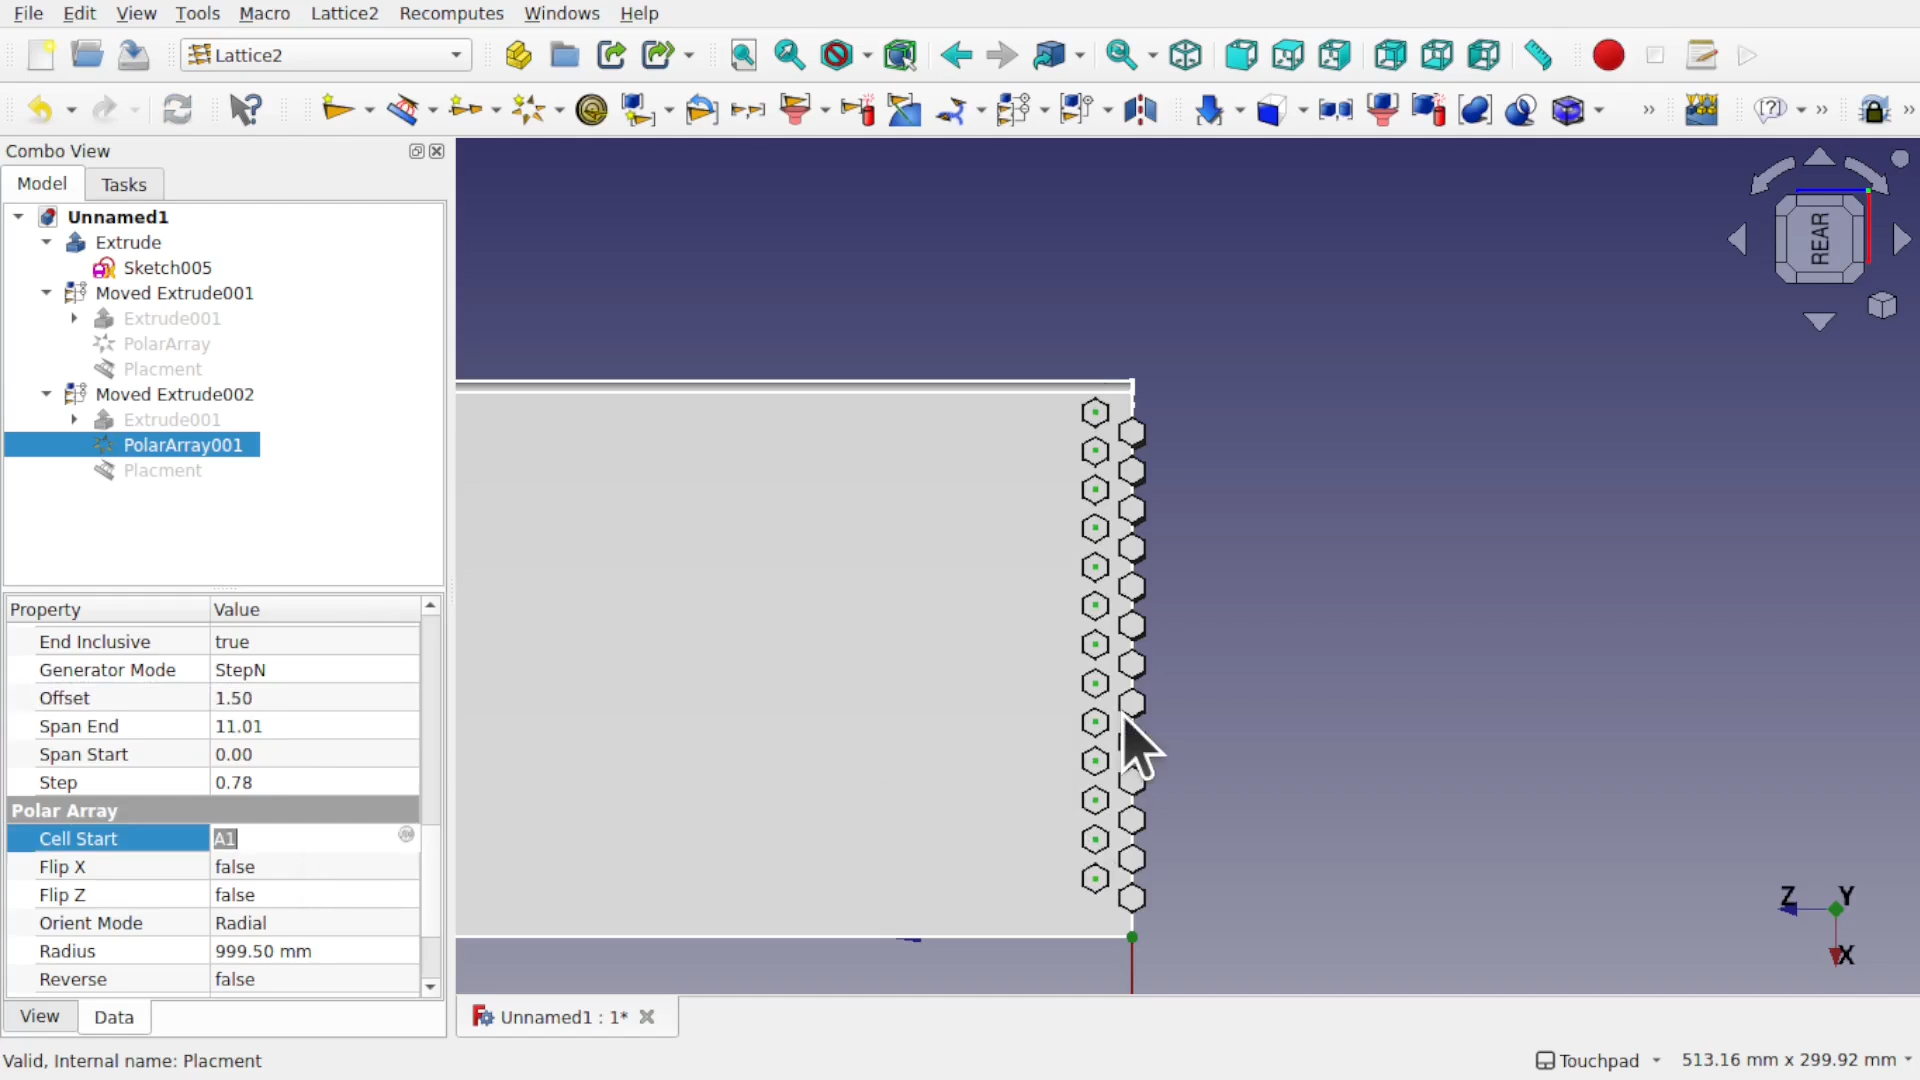 File Edit View Tools Macro Lattice2 Recomputes Windows Help
Lattice2
Combo View
Model Tasks
Unnamed1
Extrude
Sketch005
Moved Extrude001
Extrude001
PolarArray
Placment
Moved Extrude002
Extrude001
PolarArray001
Placment
Property Value
End Inclusive true
Generator Mode StepN
Offset 1.50
Span End 11.01
Span Start 0.00
Step 0.78
Polar Array
Cell Start A1
Flip X false
Flip Z false
Orient Mode Radial
Radius 999.50 mm
Reverse false
View Data
REAR
Z Y
X
Unnamed1 : 1*
Valid, Internal name: Placment
Touchpad 513.16 mm x 299.92 mm